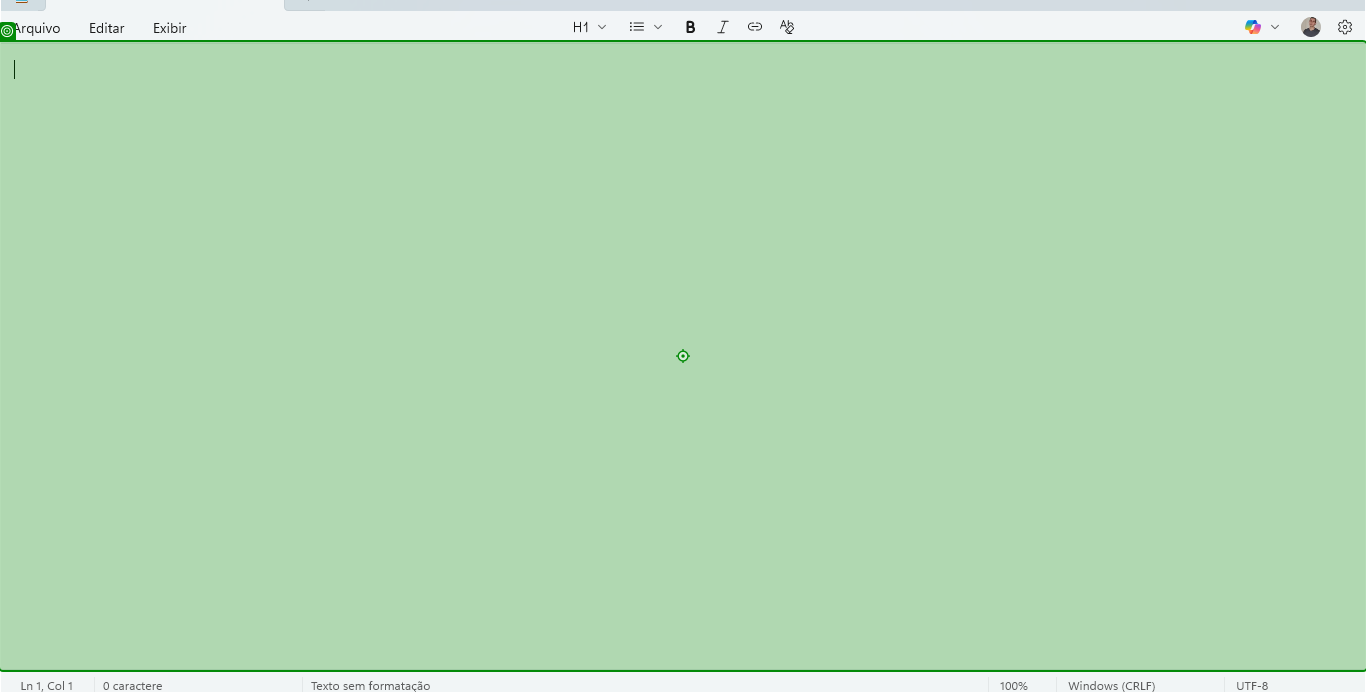 Arquivo Editar Exibir H1 B I
Ln 1, Col 1 0 caractere Texto sem formatação 100% Windows (CRLF) UTF-8